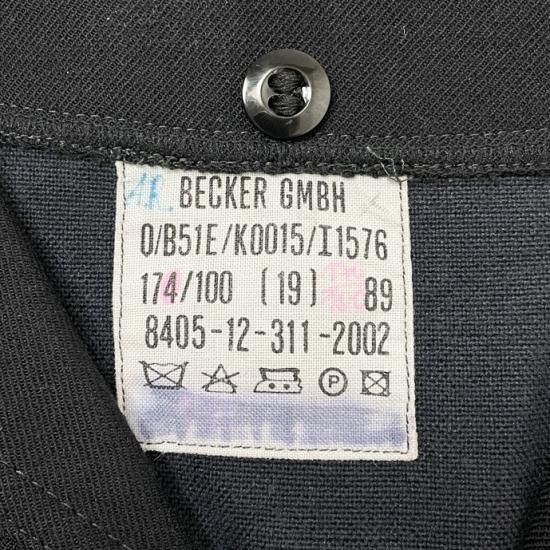 BECKER GMBH
0/B51E/K0015/I1576
174/100 (19) 89
8405-12-311-2002
P